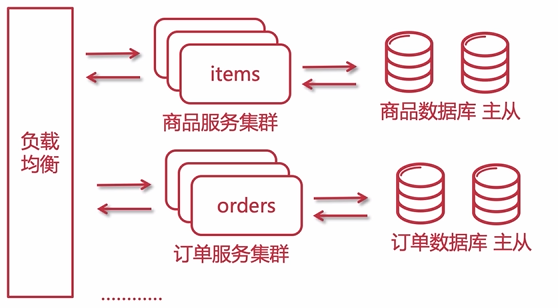 负载
均衡
items
商品服务集群
商品数据库 主从
orders
订单服务集群
订单数据库 主从
............